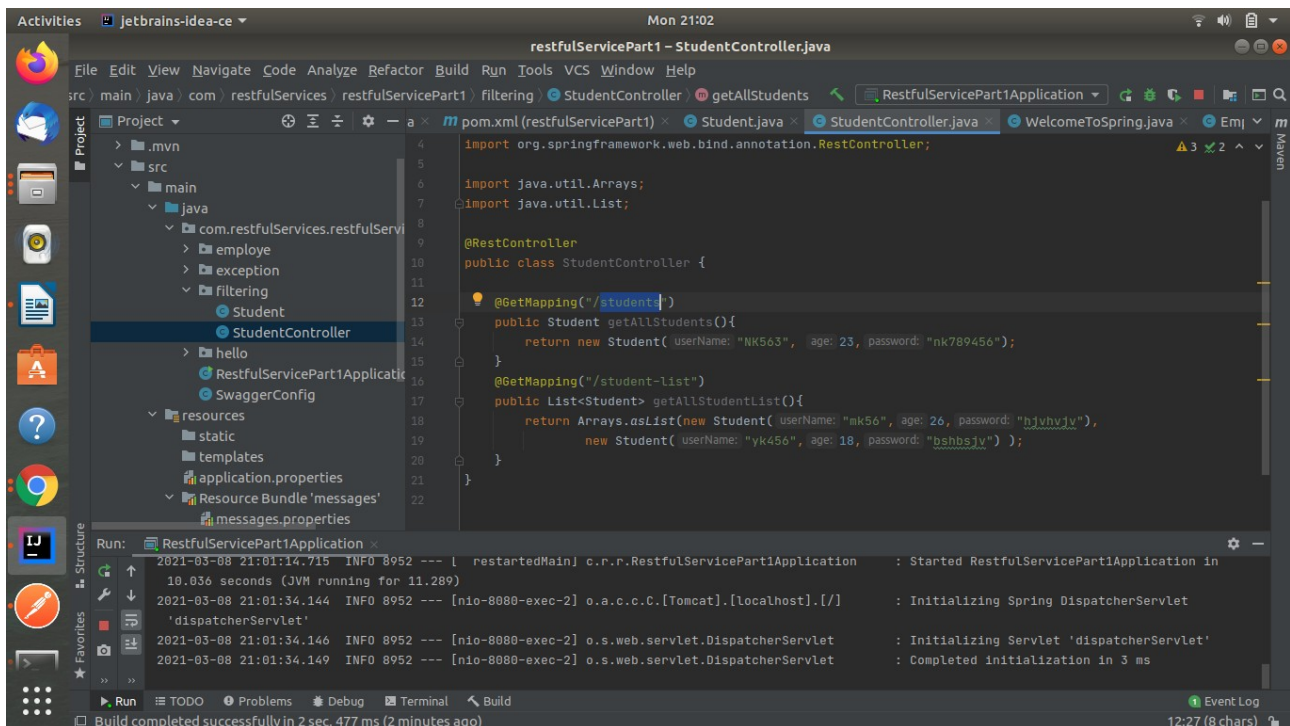 Activities jetbrains-idea-ce Mon 21:02
restfulServicePart1 – StudentController.java
File Edit View Navigate Code Analyze Refactor Build Run Tools VCS Window Help
src main java com restfulServices restfulServicePart1 filtering StudentController getAllStudents RestfulServicePart1Application
Project
a
pom.xml (restfulServicePart1) Student.java StudentController.java WelcomeToSpring.java
m
Project
Maven
.mvn
src
main
java
com.restfulServices.restfulServi
employe
exception
filtering
Student
StudentController
hello
RestfulServicePart1Applicatio
SwaggerConfig
resources
static
templates
application.properties
Resource Bundle 'messages'
messages.properties
3 2
4 import org.springframework.web.bind.annotation.RestController;
5
6 import java.util.Arrays;
7 import java.util.List;
8
9 @RestController
10 public class StudentController {
11
12 @GetMapping("/students")
13 public Student getAllStudents(){
14 return new Student( userName: "NK563", age: 23, password: "nk789456");
15 }
16 @GetMapping("/student-list")
17 public List<Student> getAllStudentList(){
18 return Arrays.asList(new Student( userName: "mk56", age: 26, password: "hjvhvjv"),
19 new Student( userName: "yk456", age: 18, password: "bshbsjv") );
20 }
21 }
22
Structure
Favorites
Run: RestfulServicePart1Application
2021-03-08 21:01:14.715 INFO 8952 --- [ restartedMain] c.r.r.RestfulServicePart1Application : Started RestfulServicePart1Application in
10.036 seconds (JVM running for 11.289)
2021-03-08 21:01:34.144 INFO 8952 --- [nio-8080-exec-2] o.a.c.c.C.[Tomcat].[localhost].[/] : Initializing Spring DispatcherServlet
'dispatcherServlet'
2021-03-08 21:01:34.146 INFO 8952 --- [nio-8080-exec-2] o.s.web.servlet.DispatcherServlet : Initializing Servlet 'dispatcherServlet'
2021-03-08 21:01:34.149 INFO 8952 --- [nio-8080-exec-2] o.s.web.servlet.DispatcherServlet : Completed initialization in 3 ms
Run TODO Problems Debug Terminal Build 1 Event Log
Build completed successfully in 2 sec, 477 ms (2 minutes ago) 12:27 (8 chars)